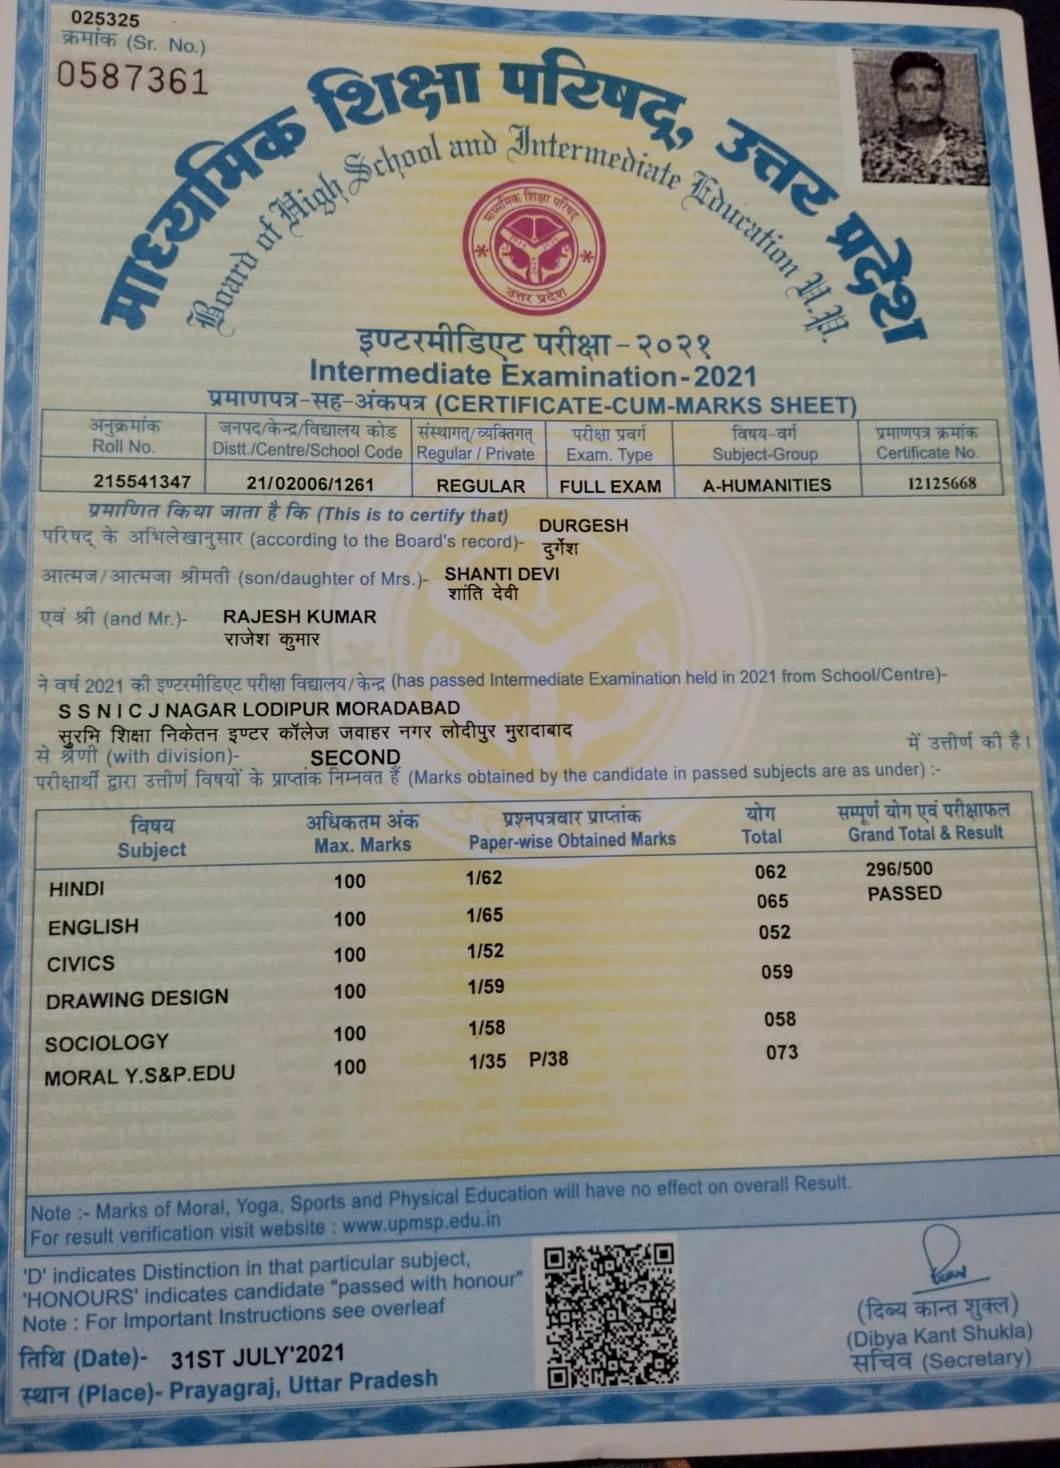 025325
क्रमांक (Sr. No.)
0587361
माध्यमिक शिक्षा परिषद्, उत्तर प्रदेश
Board of High School and Intermediate Education U.P.
माध्यमिक शिक्षा परिषद्
उत्तर प्रदेश
इण्टरमीडिएट परीक्षा - २०२१
Intermediate Examination - 2021
प्रमाणपत्र-सह-अंकपत्र (CERTIFICATE-CUM-MARKS SHEET)
अनुक्रमांक जनपद/केन्द्र/विद्यालय कोड संस्थागत्/व्यक्तिगत् परीक्षा प्रवर्ग विषय-वर्ग प्रमाणपत्र क्रमांक
Roll No. Distt./Centre/School Code Regular / Private Exam. Type Subject-Group Certificate No.
215541347 21/02006/1261 REGULAR FULL EXAM A-HUMANITIES 12125668
प्रमाणित किया जाता है कि (This is to certify that)
परिषद् के अभिलेखानुसार (according to the Board's record)- DURGESH
दुर्गेश
आत्मज/आत्मजा श्रीमती (son/daughter of Mrs.)- SHANTI DEVI
शांति देवी
एवं श्री (and Mr.)- RAJESH KUMAR
राजेश कुमार
ने वर्ष 2021 की इण्टरमीडिएट परीक्षा विद्यालय/केन्द्र (has passed Intermediate Examination held in 2021 from School/Centre)-
S S N I C J NAGAR LODIPUR MORADABAD
सुरभि शिक्षा निकेतन इण्टर कॉलेज जवाहर नगर लोदीपुर मुरादाबाद
से श्रेणी (with division)- SECOND में उत्तीर्ण की है।
परीक्षार्थी द्वारा उत्तीर्ण विषयों के प्राप्तांक निम्नवत हैं (Marks obtained by the candidate in passed subjects are as under) :-
विषय अधिकतम अंक प्रश्नपत्रवार प्राप्तांक योग सम्पूर्ण योग एवं परीक्षाफल
Subject Max. Marks Paper-wise Obtained Marks Total Grand Total & Result
HINDI 100 1/62 062 296/500
PASSED
ENGLISH 100 1/65 065
CIVICS 100 1/52 052
DRAWING DESIGN 100 1/59 059
SOCIOLOGY 100 1/58 058
MORAL Y.S&P.EDU 100 1/35 P/38 073
Note :- Marks of Moral, Yoga, Sports and Physical Education will have no effect on overall Result.
For result verification visit website : www.upmsp.edu.in
'D' indicates Distinction in that particular subject,
'HONOURS' indicates candidate "passed with honour"
Note : For Important Instructions see overleaf
तिथि (Date)- 31ST JULY'2021
स्थान (Place)- Prayagraj, Uttar Pradesh
(दिब्य कान्त शुक्ल)
(Dibya Kant Shukla)
सचिव (Secretary)